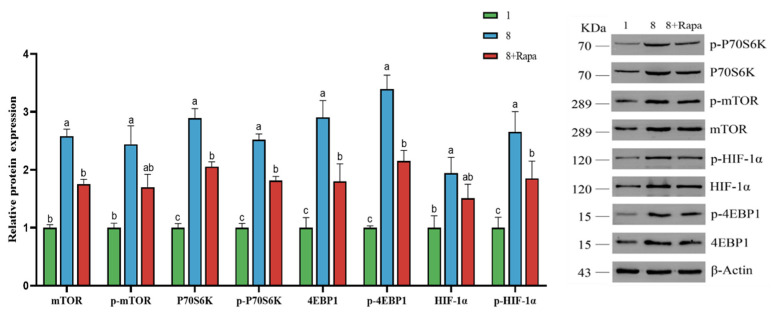 1
8
8+Rapa
Relative protein expression
4
3
2
1
0
b a b
b a ab
c a b
c a b
c a b
c a b
b a ab
c a b
mTOR p-mTOR P70S6K p-P70S6K 4EBP1 p-4EBP1 HIF-1α p-HIF-1α
KDa 1 8 8+Rapa
70 p-P70S6K
70 P70S6K
289 p-mTOR
289 mTOR
120 p-HIF-1α
120 HIF-1α
15 p-4EBP1
15 4EBP1
43 β-Actin